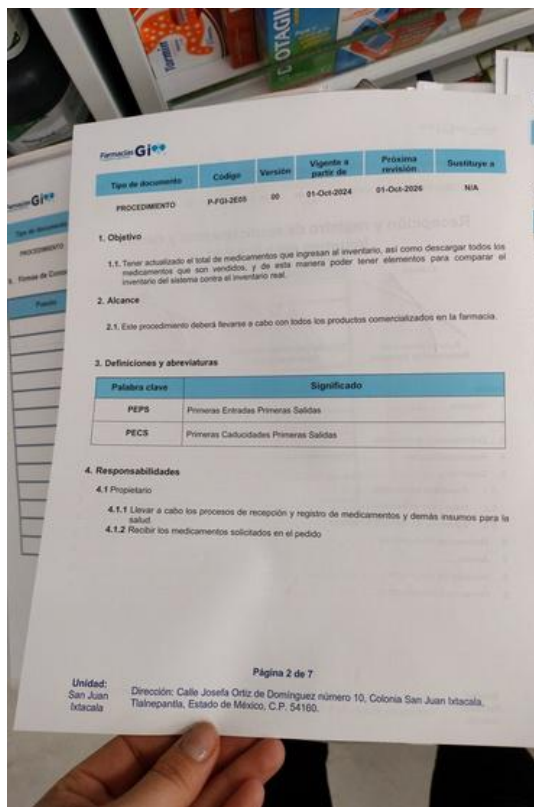 Farmacias Gi
Tipo de documento Código Versión Vigente a partir de Próxima revisión Sustituye a
PROCEDIMIENTO P-FGI-2E05 00 01-Oct-2024 01-Oct-2026 N/A
1. Objetivo
1.1. Tener actualizado el total de medicamentos que ingresan al inventario, así como descargar todos los
medicamentos que son vendidos, y de esta manera poder tener elementos para comparar el
inventario del sistema contra el inventario real.
2. Alcance
2.1. Este procedimiento deberá llevarse a cabo con todos los productos comercializados en la farmacia.
3. Definiciones y abreviaturas
Palabra clave Significado
PEPS Primeras Entradas Primeras Salidas
PECS Primeras Caducidades Primeras Salidas
4. Responsabilidades
4.1 Propietario
4.1.1 Llevar a cabo los procesos de recepción y registro de medicamentos y demás insumos para la
salud
4.1.2 Recibir los medicamentos solicitados en el pedido
Página 2 de 7
Unidad:
San Juan
Ixtacala
Dirección: Calle Josefa Ortiz de Domínguez número 10, Colonia San Juan Ixtacala,
Tlalnepantla, Estado de México, C.P. 54160.
Gi
Tipo de documento
PROCEDIMIENTO
Puesto